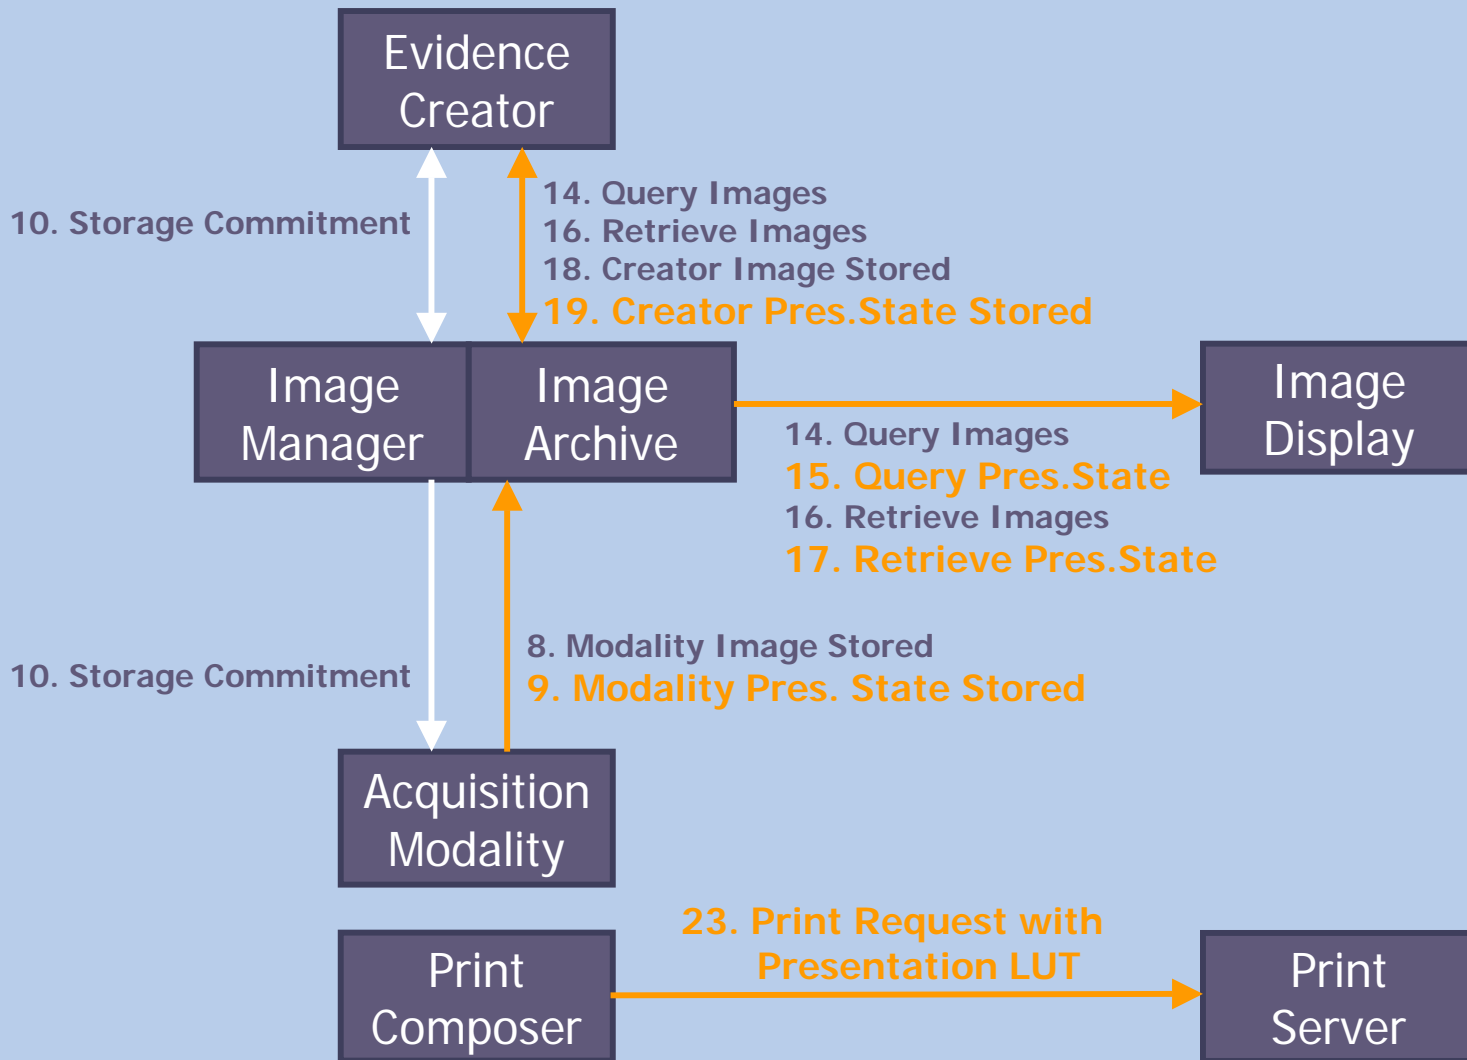 Evidence
Creator
10. Storage Commitment
14. Query Images
16. Retrieve Images
18. Creator Image Stored
19. Creator Pres.State Stored
Image
Manager
Image
Archive
Image
Display
14. Query Images
15. Query Pres.State
16. Retrieve Images
17. Retrieve Pres.State
10. Storage Commitment
8. Modality Image Stored
9. Modality Pres. State Stored
Acquisition
Modality
23. Print Request with
Presentation LUT
Print
Composer
Print
Server